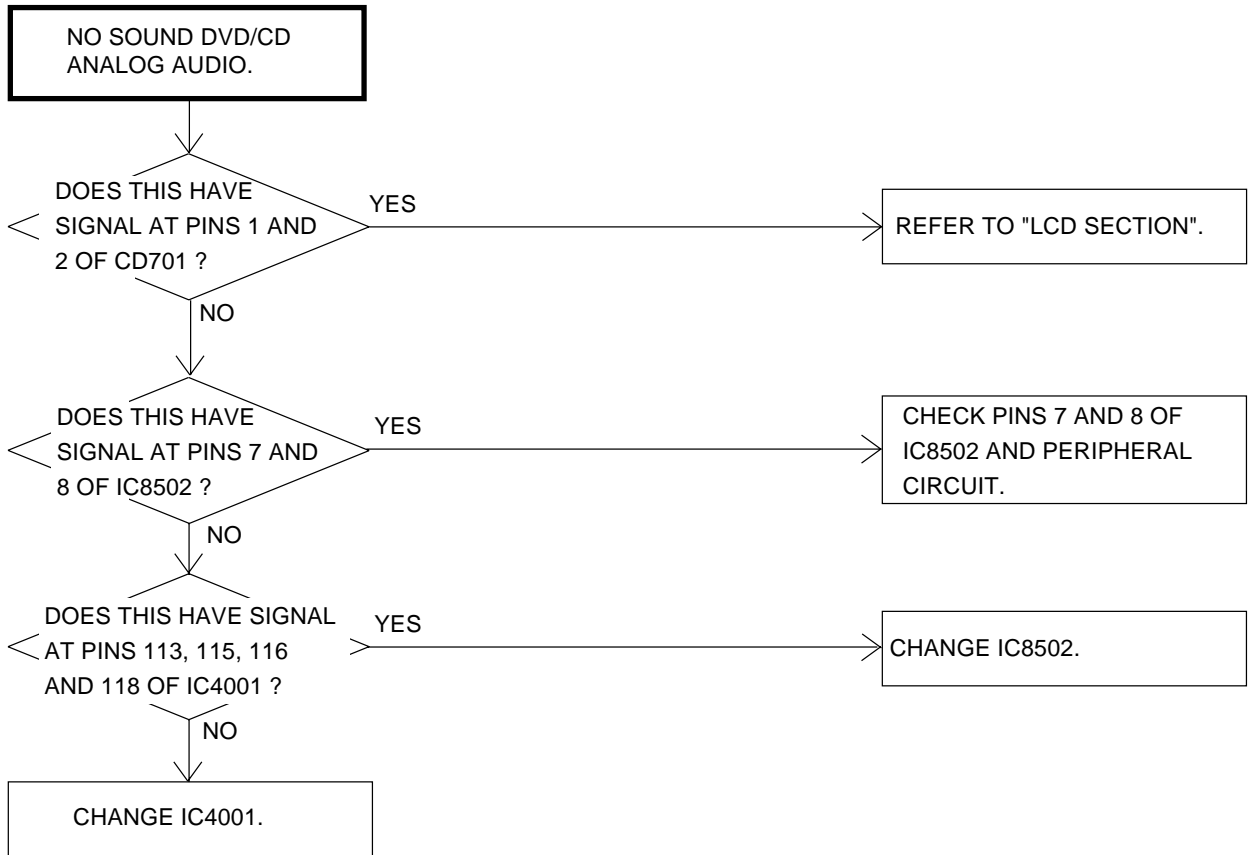 NO SOUND DVD/CD
ANALOG AUDIO.
DOES THIS HAVE
SIGNAL AT PINS 1 AND
2 OF CD701 ?
YES
REFER TO "LCD SECTION".
NO
DOES THIS HAVE
SIGNAL AT PINS 7 AND
8 OF IC8502 ?
YES
CHECK PINS 7 AND 8 OF
IC8502 AND PERIPHERAL
CIRCUIT.
NO
DOES THIS HAVE SIGNAL
AT PINS 113, 115, 116
AND 118 OF IC4001 ?
YES
CHANGE IC8502.
NO
CHANGE IC4001.